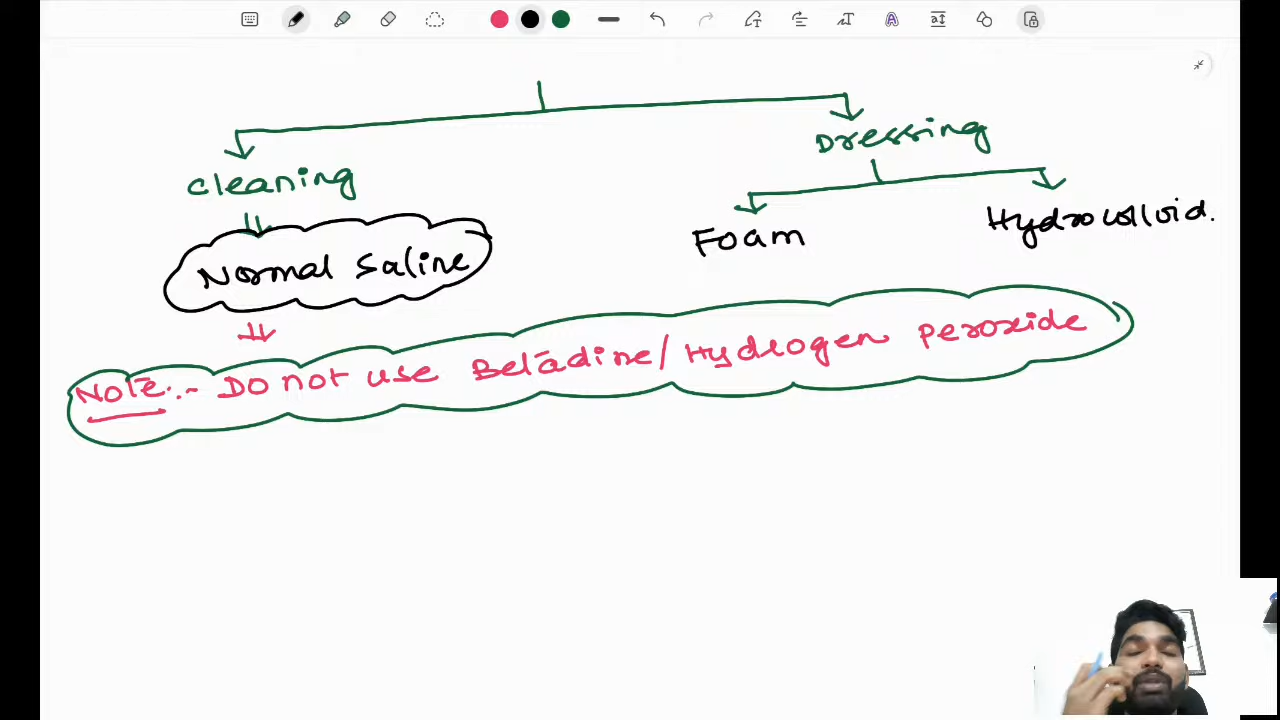 Dressing
Cleaning
Hydrocolloid.
Foam
Normal Saline
Note:- Do not use Betadine/Hydrogen peroxide